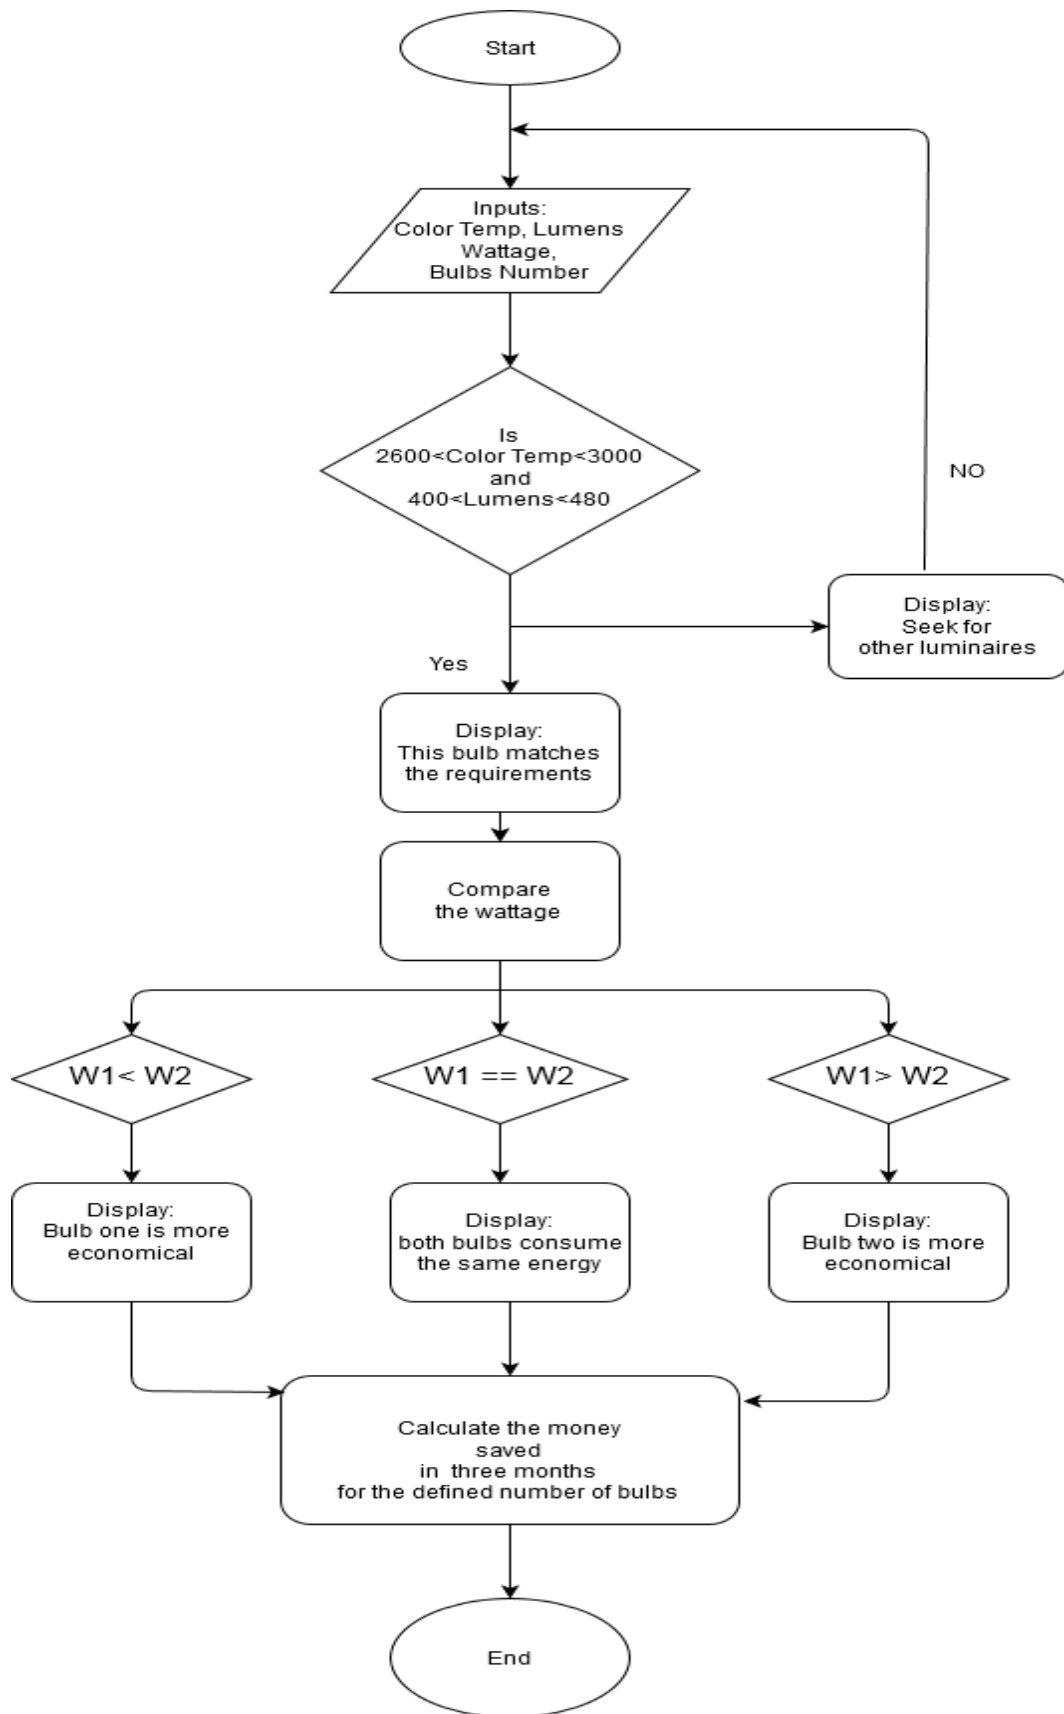 Start
Inputs:
Color Temp, Lumens
Wattage,
Bulbs Number
Is
2600<Color Temp<3000
and
400<Lumens<480
NO
Display:
Seek for
other luminaires
Yes
Display:
This bulb matches
the requirements
Compare
the wattage
W1< W2
W1 == W2
W1> W2
Display:
Bulb one is more
economical
Display:
both bulbs consume
the same energy
Display:
Bulb two is more
economical
Calculate the money
saved
in three months
for the defined number of bulbs
End